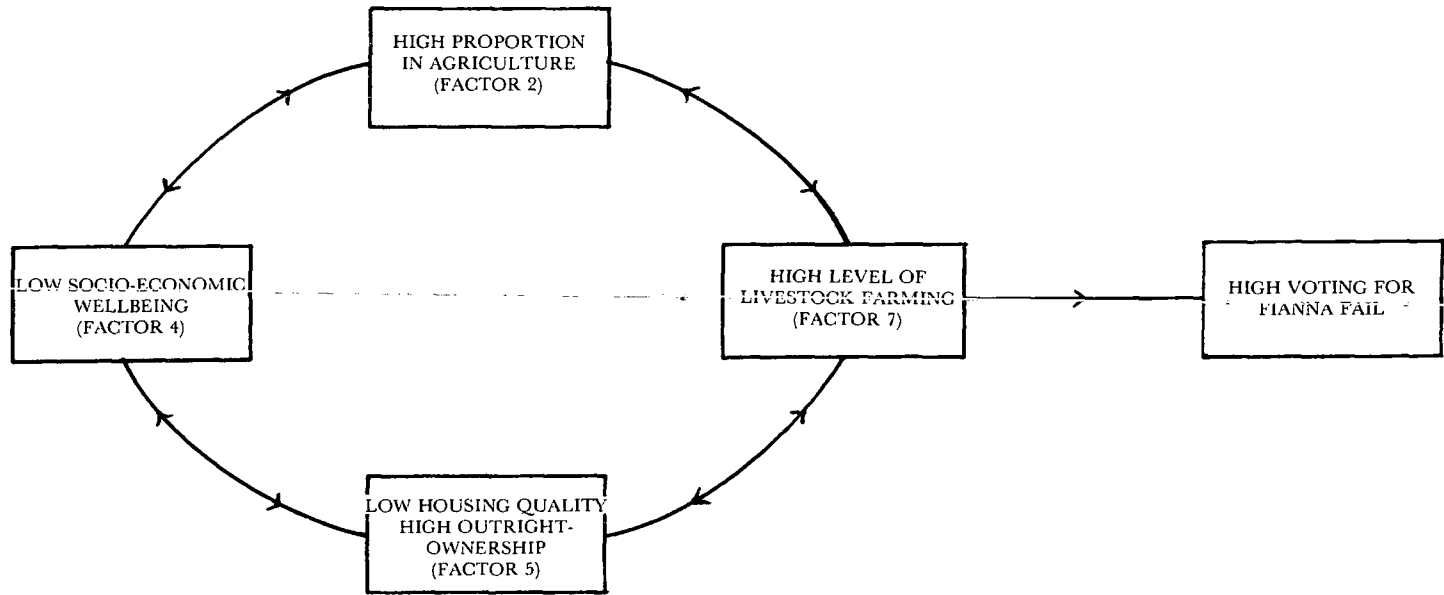 HIGH PROPORTION
IN AGRICULTURE
(FACTOR 2)
LOW SOCIO-ECONOMIC
WELLBEING
(FACTOR 4)
HIGH LEVEL OF
LIVESTOCK FARMING
(FACTOR 7)
HIGH VOTING FOR
FIANNA FAIL
LOW HOUSING QUALITY
HIGH OUTRIGHT-
OWNERSHIP
(FACTOR 5)